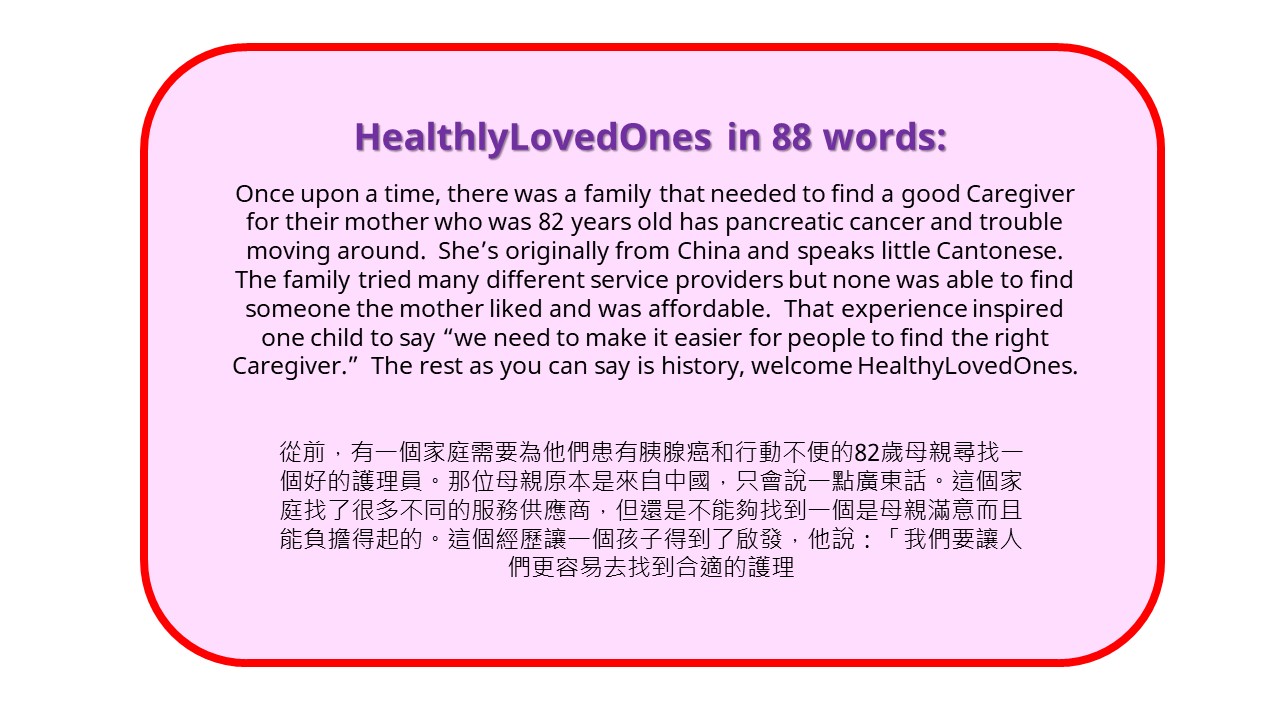 HealthlyLovedOnes in 88 words:
Once upon a time, there was a family that needed to find a good Caregiver
for their mother who was 82 years old has pancreatic cancer and trouble
moving around.  She’s originally from China and speaks little Cantonese.
The family tried many different service providers but none was able to find
someone the mother liked and was affordable.  That experience inspired
one child to say “we need to make it easier for people to find the right
Caregiver.”  The rest as you can say is history, welcome HealthyLovedOnes.
從前，有一個家庭需要為他們患有胰腺癌和行動不便的82歲母親尋找一
個好的護理員。那位母親原本是來自中國，只會說一點廣東話。這個家
庭找了很多不同的服務供應商，但還是不能夠找到一個是母親滿意而且
能負擔得起的。這個經歷讓一個孩子得到了啟發，他說：「我們要讓人
們更容易去找到合適的護理